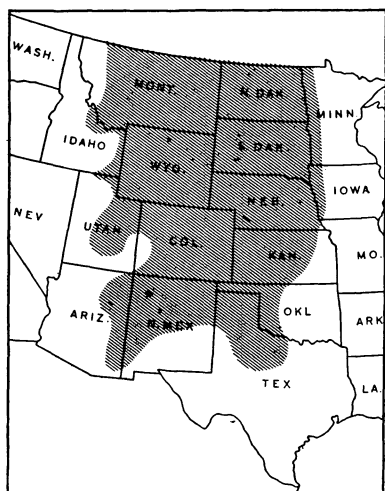 WASH.
MONT.
N. DAK.
MINN.
IDAHO
S. DAK.
WYO.
IOWA
NEB.
NEV
UTAH
COL.
KAN.
MO.
ARIZ.
N. MEX
OKL
ARK
TEX
LA.